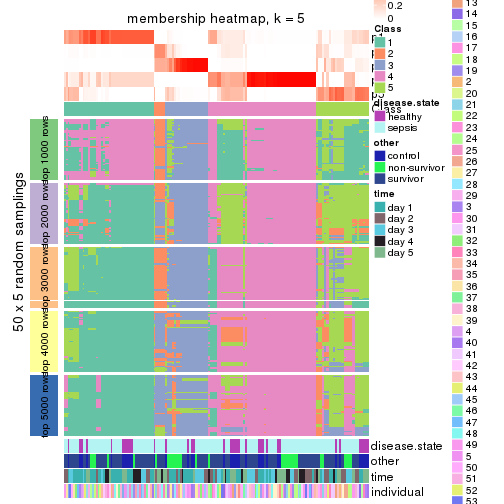 membership heatmap, k = 5
50 x 5 random samplings
top 1000 rows
top 2000 rows
top 3000 rows
top 4000 rows
top 5000 rows
Class
disease.state
other
time
individual
0.2
0
Class
1
2
3
4
5
disease.state
healthy
sepsis
other
control
non-survivor
survivor
time
day 1
day 2
day 3
day 4
day 5
13
14
15
16
17
18
19
2
20
21
22
23
24
25
26
27
28
29
3
30
31
32
33
34
35
36
37
38
39
4
40
41
42
43
44
45
46
47
48
49
5
50
51
52
53